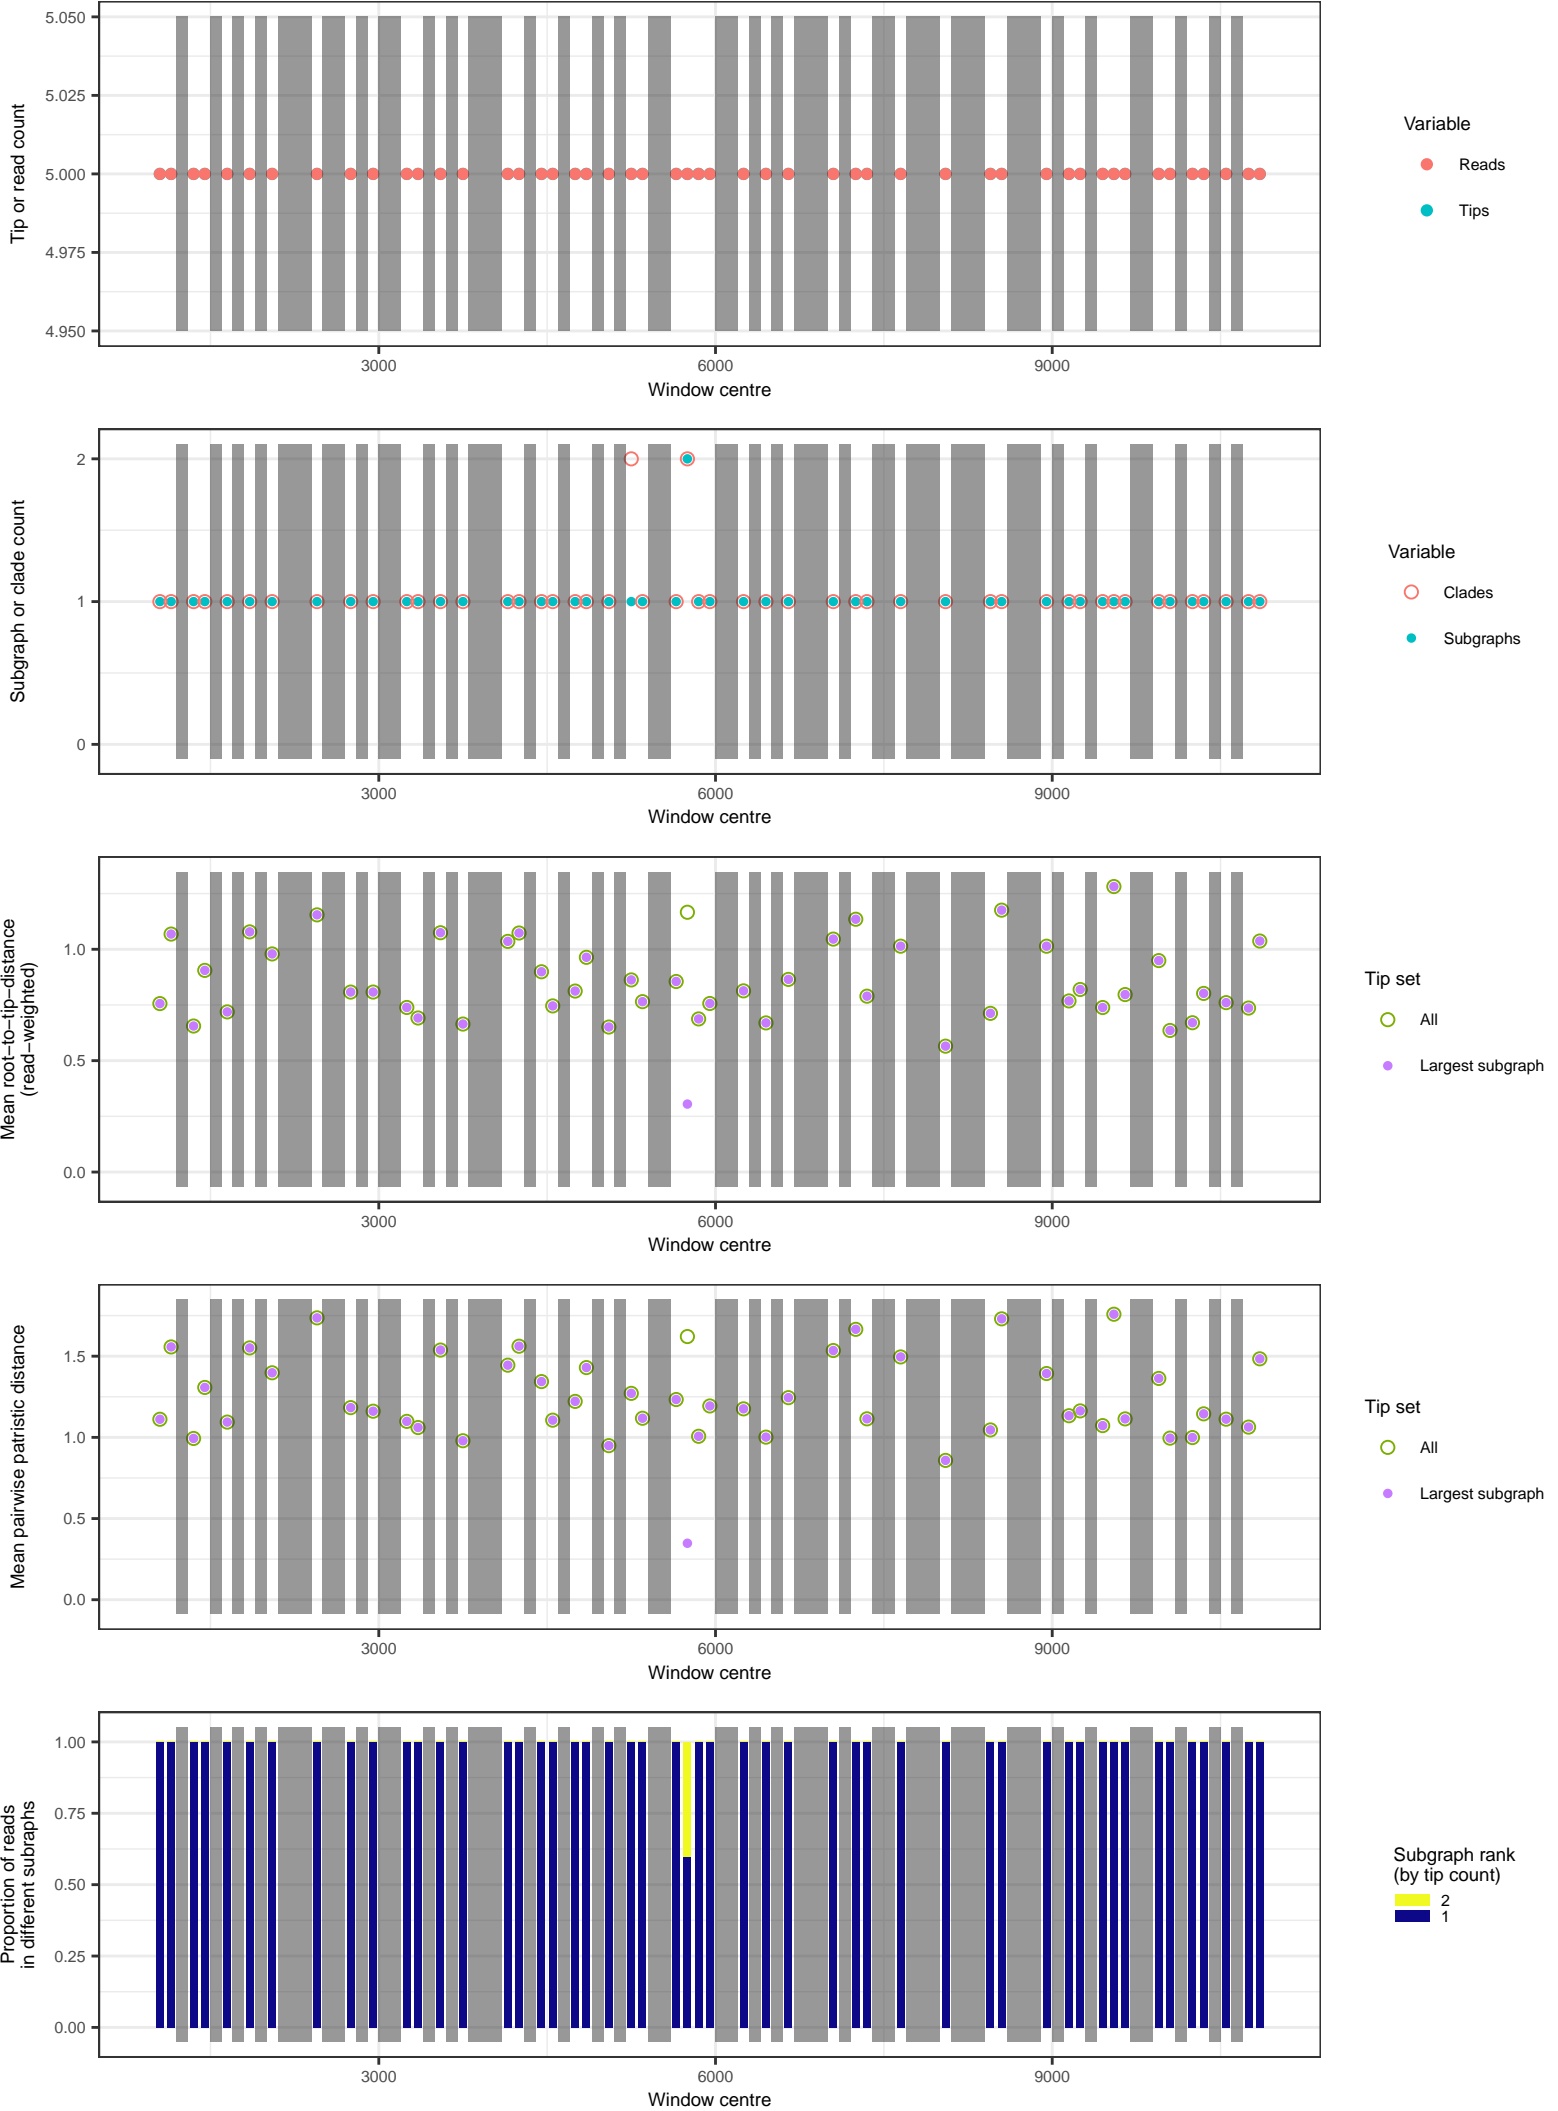 5.050
5.025
5.000
4.975
4.950
Tip or read count
3000 6000 9000
Window centre
Variable
Reads
Tips
2
1
0
Subgraph or clade count
3000 6000 9000
Window centre
Variable
Clades
Subgraphs
1.0
0.5
0.0
Mean root−to−tip−distance
(read−weighted)
3000 6000 9000
Window centre
Tip set
All
Largest subgraph
1.5
1.0
0.5
0.0
Mean pairwise patristic distance
3000 6000 9000
Window centre
Tip set
All
Largest subgraph
1.00
0.75
0.50
0.25
0.00
Proportion of reads
in different subraphs
3000 6000 9000
Window centre
Subgraph rank
(by tip count)
2
1